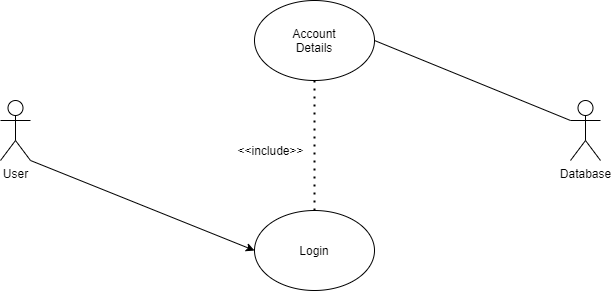 Account
Details
<<include>>
User
Database
Login